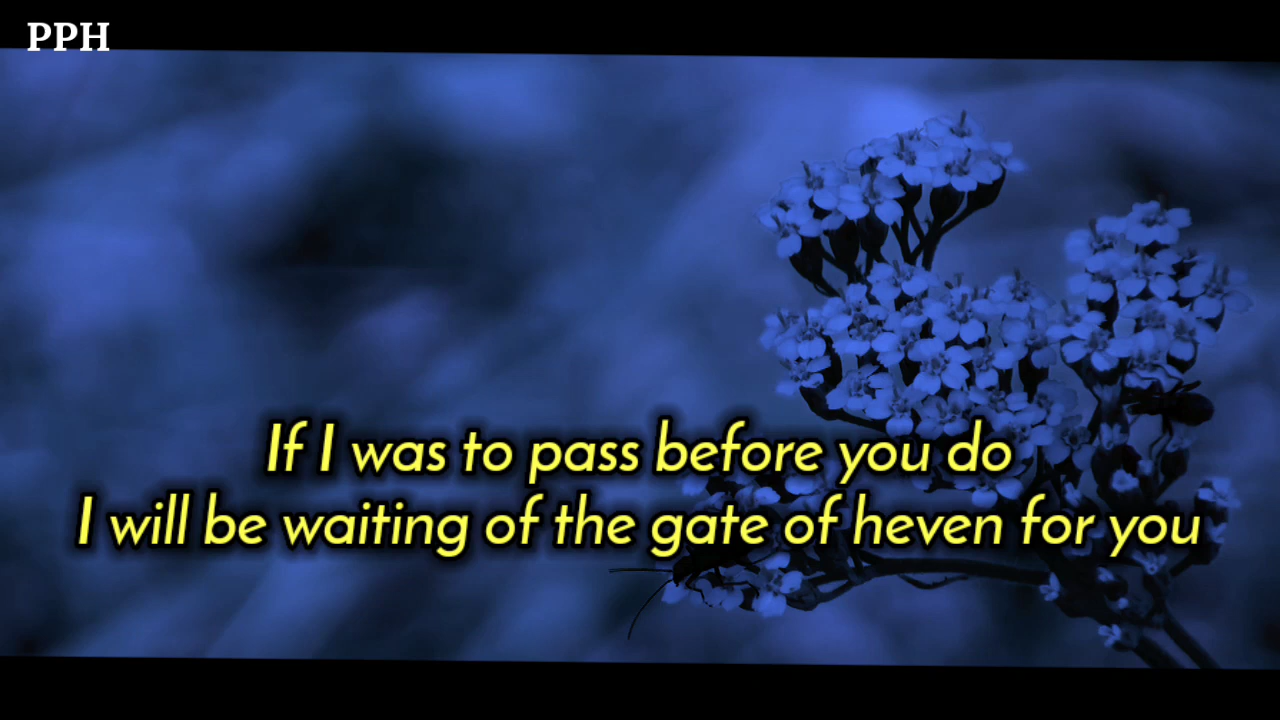 PPH
If I was to pass before you do
I will be waiting of the gate of heven for you